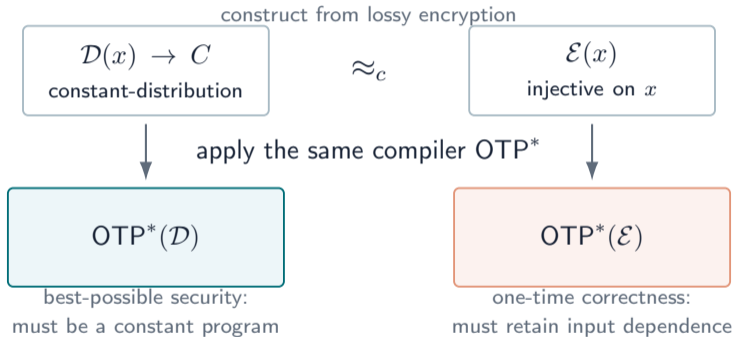 construct from lossy encryption
𝒟(x) → C
constant-distribution
≈c
ℰ(x)
injective on x
apply the same compiler OTP*
OTP*(𝒟)
OTP*(ℰ)
best-possible security:
must be a constant program
one-time correctness:
must retain input dependence